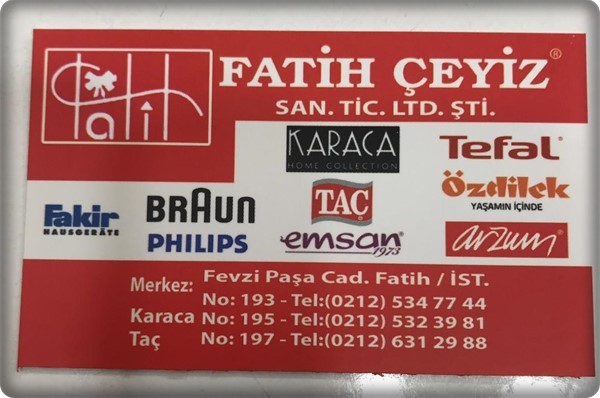 Fatih
FATİH ÇEYİZ®
SAN. TİC. LTD. ŞTİ.
KARACA
HOME COLLECTION
Tefal
Fakir
HAUSGERÄTE
BRAUN
PHILIPS
TAÇ
emsan
1973
Özdilek
YAŞAMIN İÇİNDE
arzum
Merkez: Fevzi Paşa Cad. Fatih / İST.
No: 193 - Tel:(0212) 534 77 44
Karaca No: 195 - Tel:(0212) 532 39 81
Taç No: 197 - Tel:(0212) 631 29 88